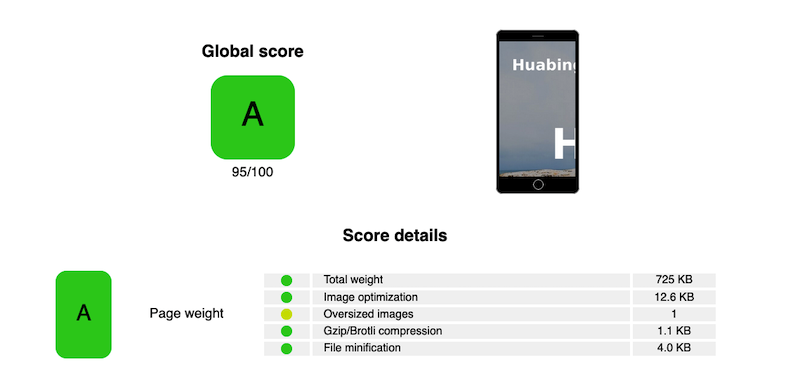 Global score
A
95/100
Huabing
H
Score details
A
Page weight
Total weight 725 KB
Image optimization 12.6 KB
Oversized images 1
Gzip/Brotli compression 1.1 KB
File minification 4.0 KB